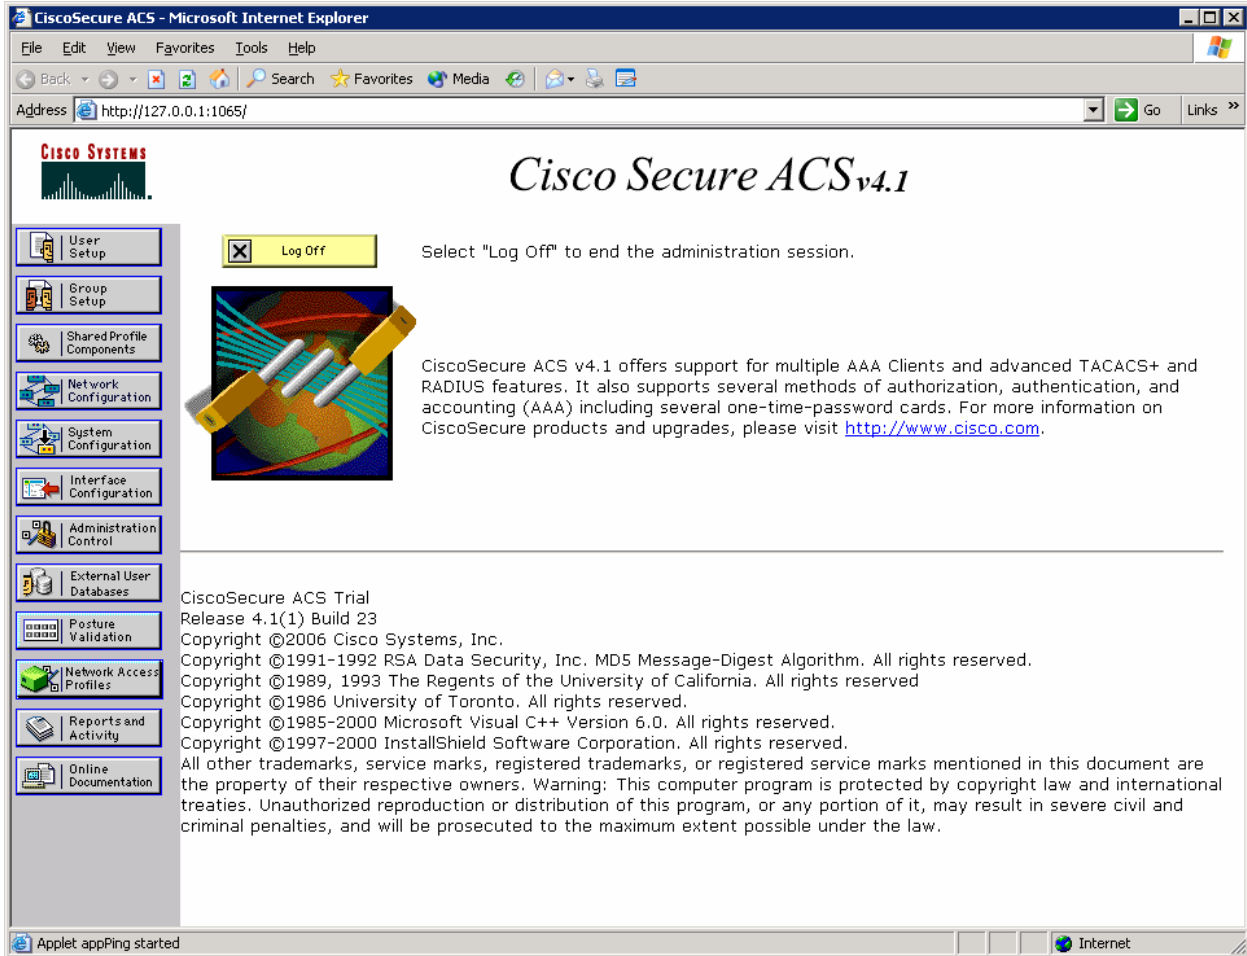 CiscoSecure ACS - Microsoft Internet Explorer
File Edit View Favorites Tools Help
Back Search Favorites Media
Address http://127.0.0.1:1065/ Go Links »
CISCO SYSTEMS
Cisco Secure ACS v4.1
User
Setup
Group
Setup
Shared Profile
Components
Network
Configuration
System
Configuration
Interface
Configuration
Administration
Control
External User
Databases
Posture
Validation
Network Access
Profiles
Reports and
Activity
Online
Documentation
Log Off
Select "Log Off" to end the administration session.
CiscoSecure ACS v4.1 offers support for multiple AAA Clients and advanced TACACS+ and
RADIUS features. It also supports several methods of authorization, authentication, and
accounting (AAA) including several one-time-password cards. For more information on
CiscoSecure products and upgrades, please visit http://www.cisco.com.
CiscoSecure ACS Trial
Release 4.1(1) Build 23
Copyright ©2006 Cisco Systems, Inc.
Copyright ©1991-1992 RSA Data Security, Inc. MD5 Message-Digest Algorithm. All rights reserved.
Copyright ©1989, 1993 The Regents of the University of California. All rights reserved
Copyright ©1986 University of Toronto. All rights reserved.
Copyright ©1985-2000 Microsoft Visual C++ Version 6.0. All rights reserved.
Copyright ©1997-2000 InstallShield Software Corporation. All rights reserved.
All other trademarks, service marks, registered trademarks, or registered service marks mentioned in this document are
the property of their respective owners. Warning: This computer program is protected by copyright law and international
treaties. Unauthorized reproduction or distribution of this program, or any portion of it, may result in severe civil and
criminal penalties, and will be prosecuted to the maximum extent possible under the law.
Applet appPing started
Internet